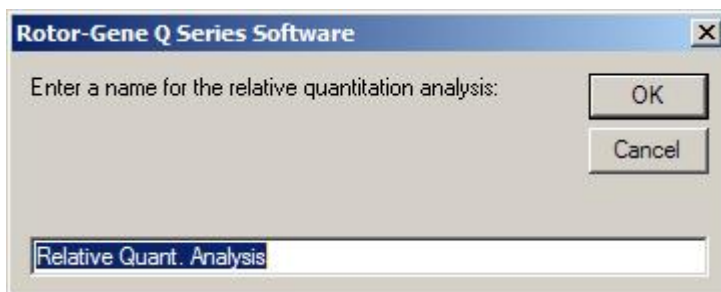 Rotor-Gene Q Series Software
Enter a name for the relative quantitation analysis:
OK
Cancel
Relative Quant. Analysis